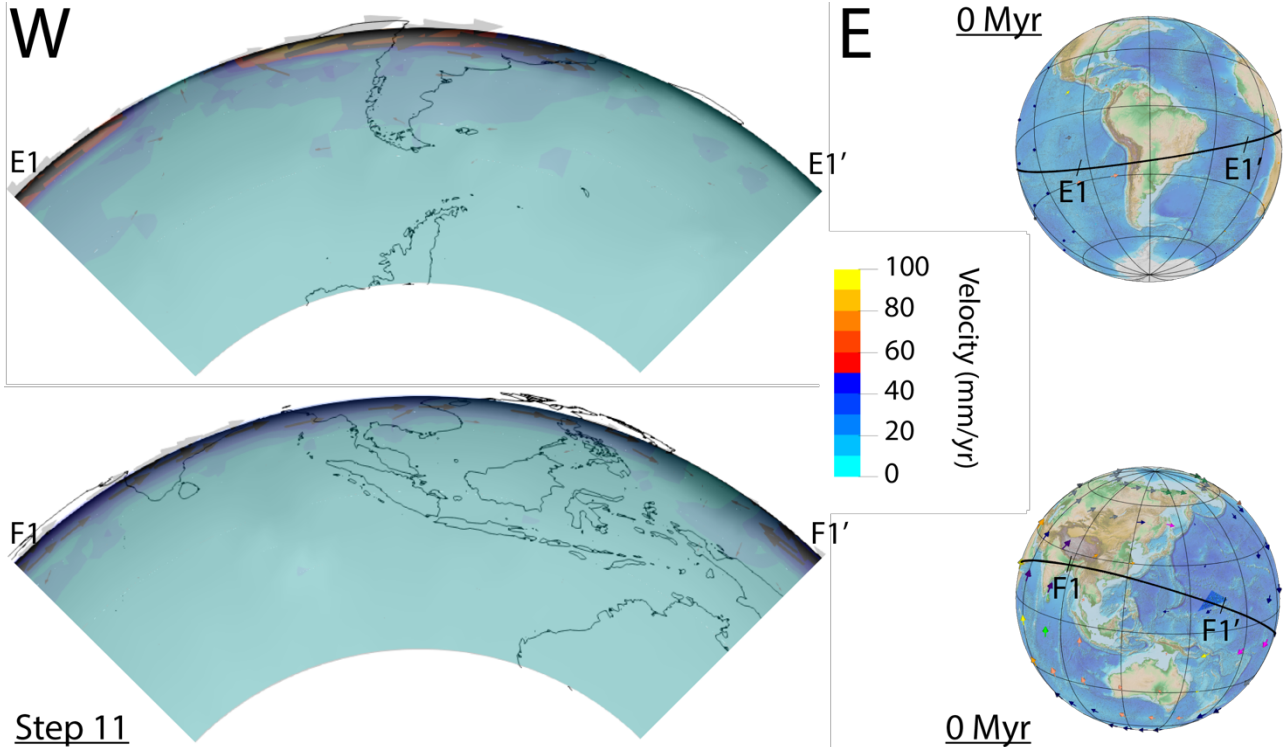 W
E
0 Myr
E1
E1’
E1
E1’
100
80
60
40
20
0
Velocity (mm/yr)
F1
F1’
F1
F1’
Step 11
0 Myr